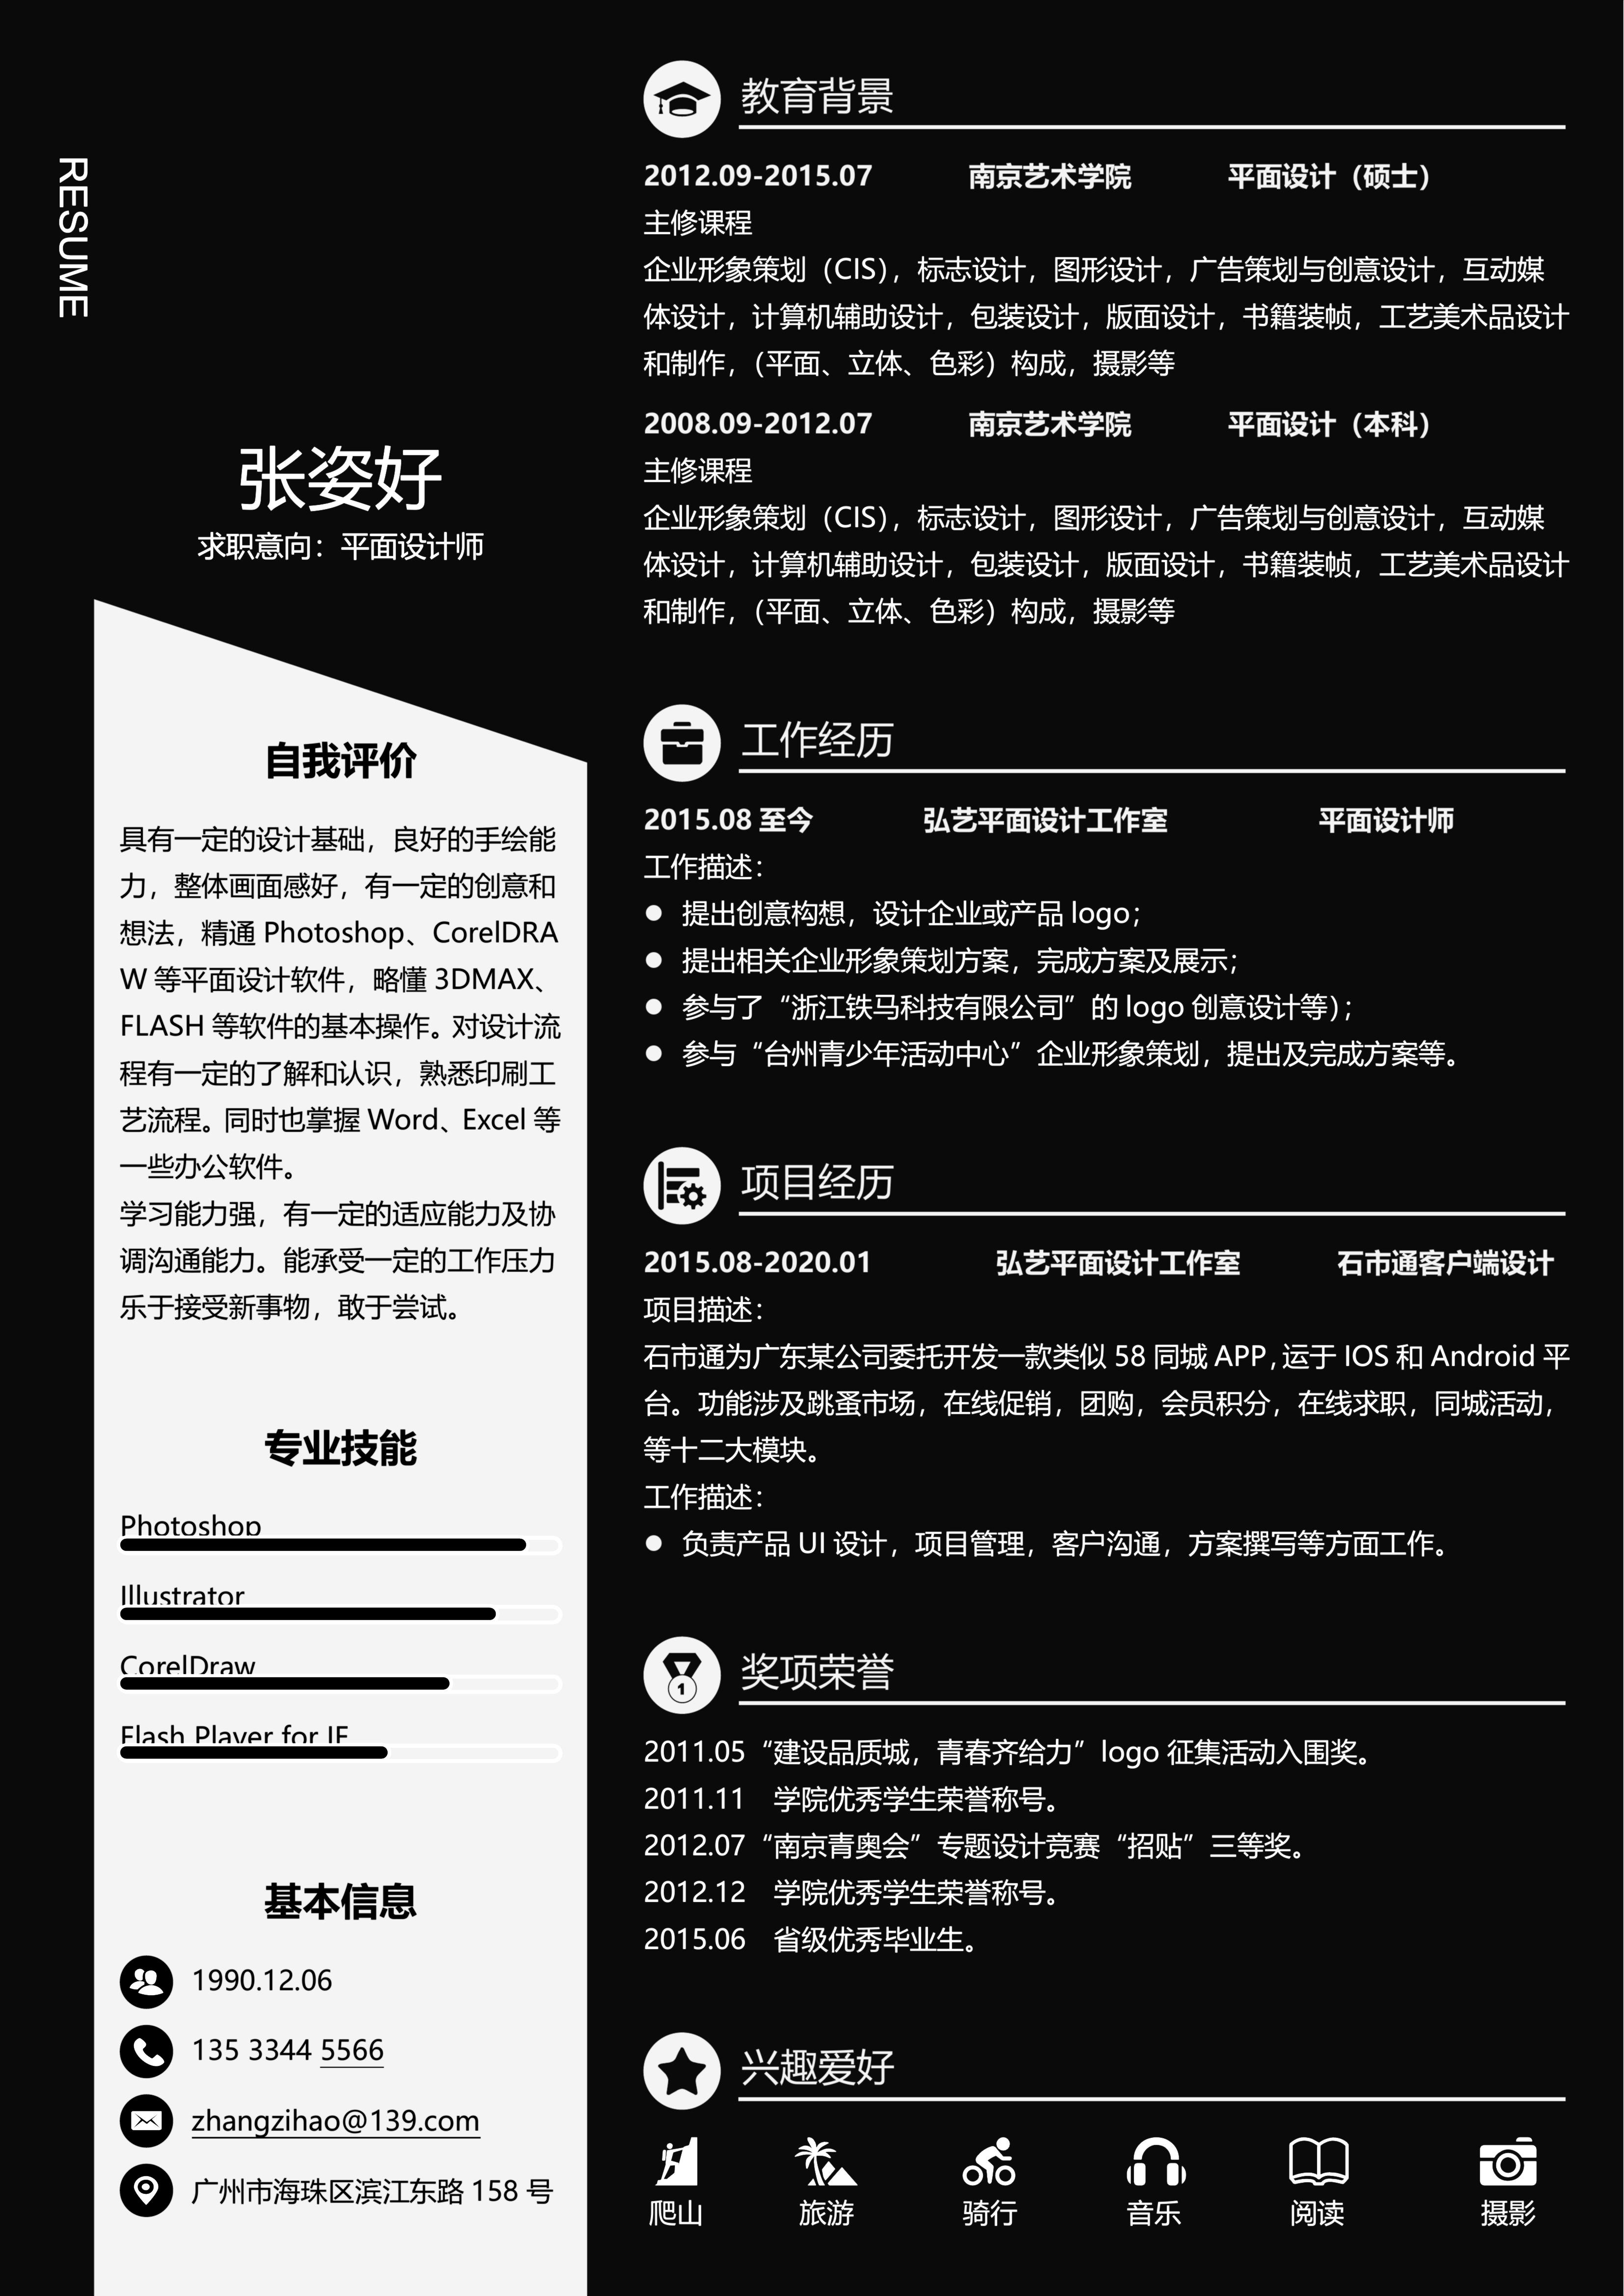 RESUME
张姿好
求职意向：平面设计师
自我评价
具有一定的设计基础，良好的手绘能
力，整体画面感好，有一定的创意和
想法，精通 Photoshop、CorelDRA
W 等平面设计软件，略懂 3DMAX、
FLASH 等软件的基本操作。对设计流
程有一定的了解和认识，熟悉印刷工
艺流程。同时也掌握 Word、Excel 等
一些办公软件。
学习能力强，有一定的适应能力及协
调沟通能力。能承受一定的工作压力
乐于接受新事物，敢于尝试。
专业技能
Photoshop
Illustrator
CorelDraw
Flash Player for IE
基本信息
1990.12.06
135 3344 5566
zhangzihao@139.com
广州市海珠区滨江东路 158 号
教育背景
2012.09-2015.07 南京艺术学院 平面设计（硕士）
主修课程
企业形象策划（CIS），标志设计，图形设计，广告策划与创意设计，互动媒
体设计，计算机辅助设计，包装设计，版面设计，书籍装帧，工艺美术品设计
和制作，（平面、立体、色彩）构成，摄影等
2008.09-2012.07 南京艺术学院 平面设计（本科）
主修课程
企业形象策划（CIS），标志设计，图形设计，广告策划与创意设计，互动媒
体设计，计算机辅助设计，包装设计，版面设计，书籍装帧，工艺美术品设计
和制作，（平面、立体、色彩）构成，摄影等
工作经历
2015.08 至今 弘艺平面设计工作室 平面设计师
工作描述：
● 提出创意构想，设计企业或产品 logo；
● 提出相关企业形象策划方案，完成方案及展示；
● 参与了“浙江铁马科技有限公司”的 logo 创意设计等）；
● 参与“台州青少年活动中心”企业形象策划，提出及完成方案等。
项目经历
2015.08-2020.01 弘艺平面设计工作室 石市通客户端设计
项目描述：
石市通为广东某公司委托开发一款类似 58 同城 APP，运于 IOS 和 Android 平
台。功能涉及跳蚤市场，在线促销，团购，会员积分，在线求职，同城活动，
等十二大模块。
工作描述：
● 负责产品 UI 设计，项目管理，客户沟通，方案撰写等方面工作。
1
奖项荣誉
2011.05 “建设品质城，青春齐给力”logo 征集活动入围奖。
2011.11 学院优秀学生荣誉称号。
2012.07 “南京青奥会”专题设计竞赛“招贴”三等奖。
2012.12 学院优秀学生荣誉称号。
2015.06 省级优秀毕业生。
兴趣爱好
爬山 旅游 骑行 音乐 阅读 摄影